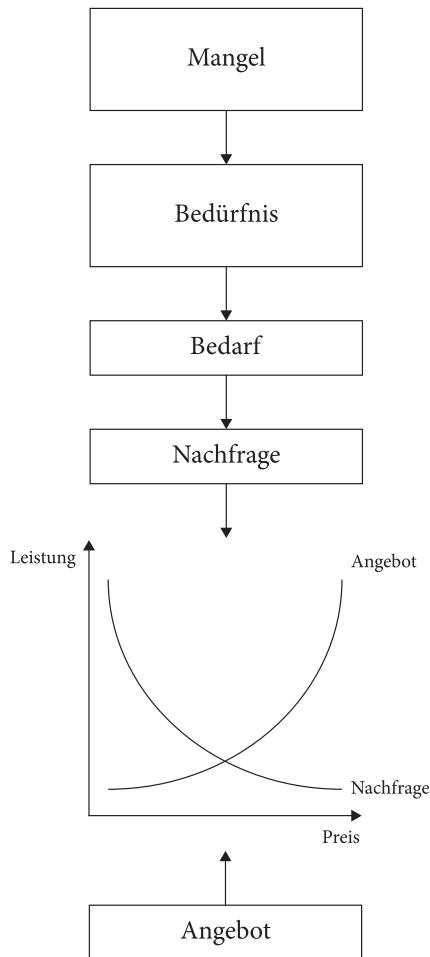 Mangel
Bedürfnis
Bedarf
Nachfrage
Leistung
Angebot
Nachfrage
Preis
Angebot